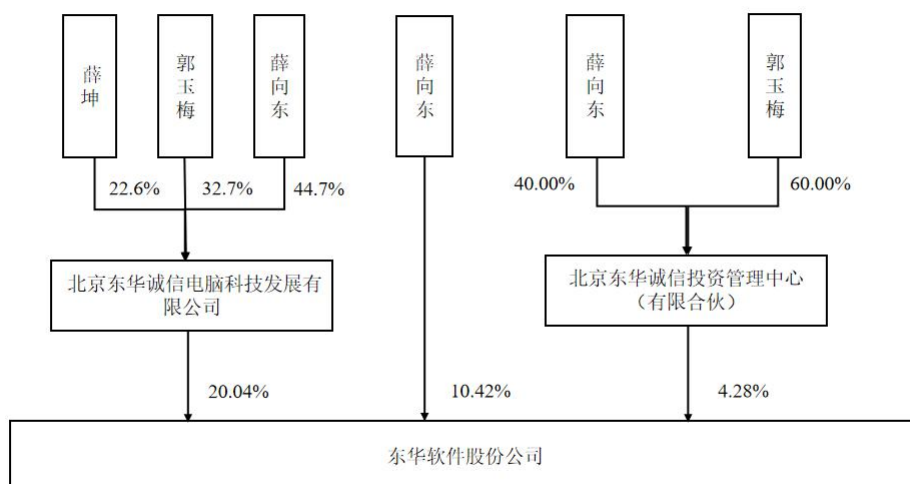 薛坤
郭玉梅
薛向东
薛向东
薛向东
郭玉梅
22.6%
32.7%
44.7%
40.00%
60.00%
北京东华诚信电脑科技发展有
限公司
北京东华诚信投资管理中心
（有限合伙）
20.04%
10.42%
4.28%
东华软件股份公司